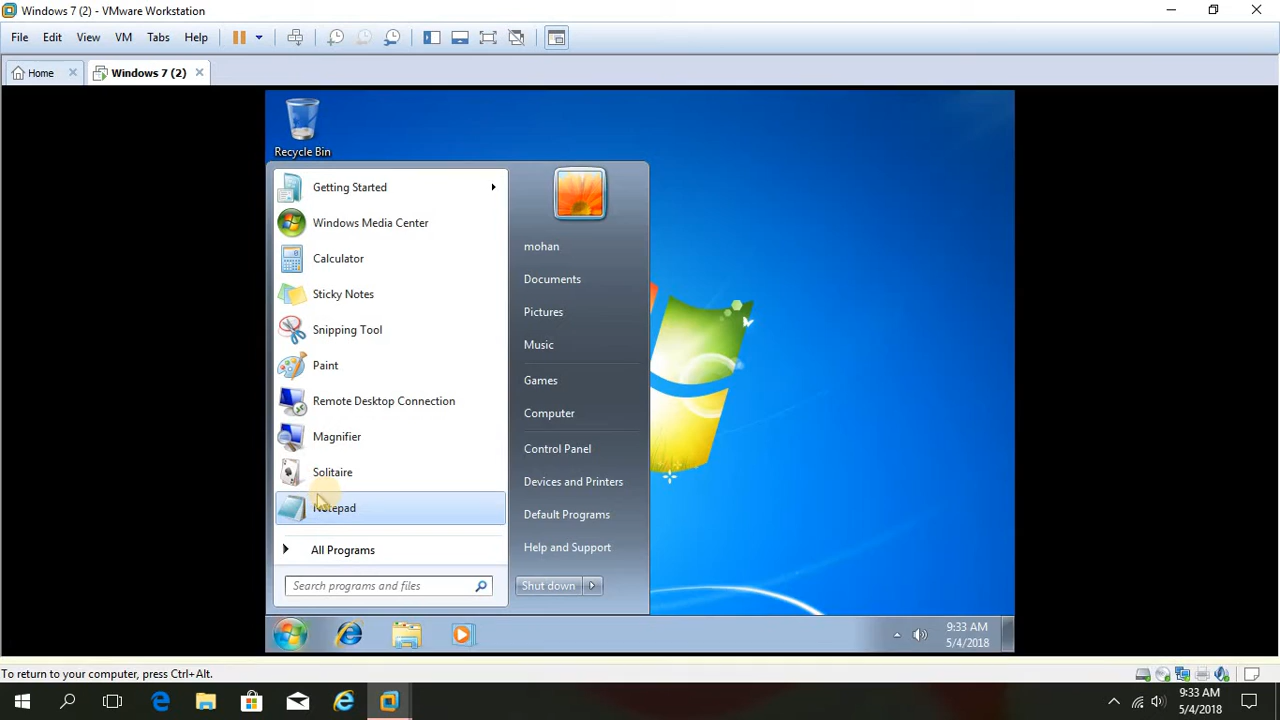 Windows 7 (2) - VMware Workstation
File Edit View VM Tabs Help
Home Windows 7 (2)
Recycle Bin
Getting Started
Windows Media Center
Calculator
Sticky Notes
Snipping Tool
Paint
Remote Desktop Connection
Magnifier
Solitaire
Notepad
All Programs
Search programs and files
mohan
Documents
Pictures
Music
Games
Computer
Control Panel
Devices and Printers
Default Programs
Help and Support
Shut down
9:33 AM
5/4/2018
To return to your computer, press Ctrl+Alt.
9:33 AM
5/4/2018